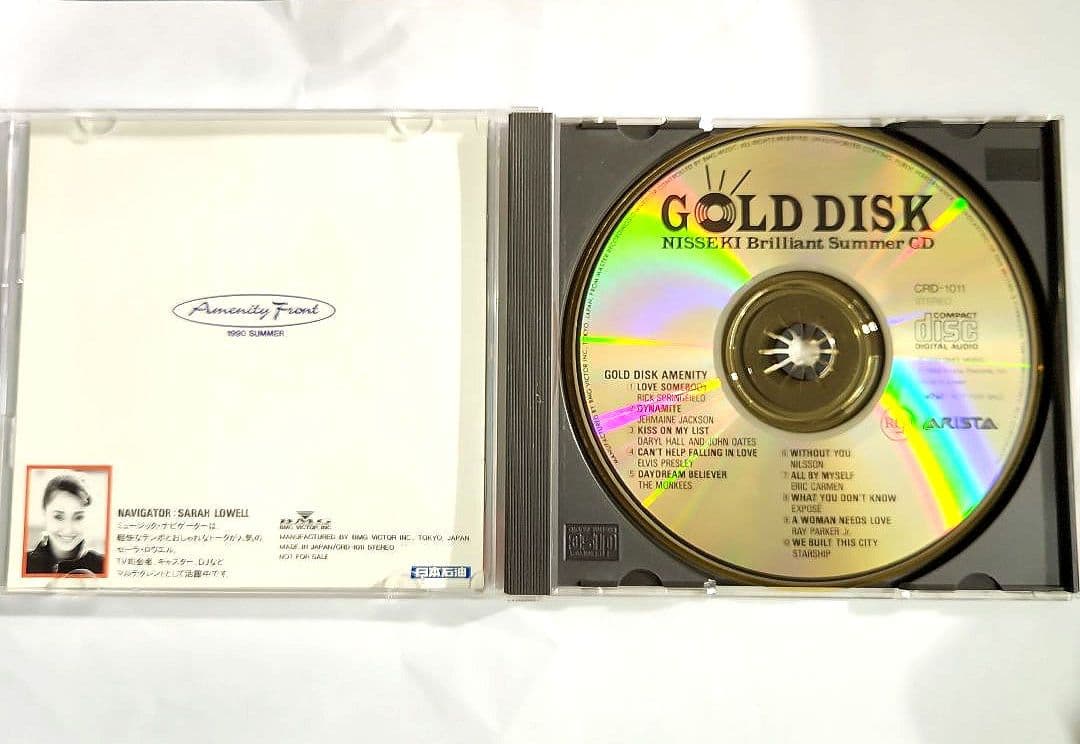 Amenity Front
1990 SUMMER
NAVIGATOR : SARAH LOWELL
ミュージック・ナビゲーターは
軽快なテンポとおしゃれなトークが人気の
セーラ・ロウエル。
TV司会者、キャスター、DJなど
マルチタレントとして活躍中です。
BMG
BMG VICTOR, INC.
MANUFACTURED BY BMG VICTOR INC., TOKYO, JAPAN
MADE IN JAPAN/CRD-1011 STEREO
NOT FOR SALE
日本石油
GOLD DISK
NISSEKI Brilliant Summer CD
CRD-1011
STEREO
COMPACT
disc
DIGITAL AUDIO
ARISTA
GOLD DISK AMENITY
1 LOVE SOMEBODY
RICK SPRINGFIELD
2 DYNAMITE
JERMAINE JACKSON
3 KISS ON MY LIST
DARYL HALL AND JOHN OATES
4 CAN'T HELP FALLING IN LOVE
ELVIS PRESLEY
5 DAYDREAM BELIEVER
THE MONKEES
6 WITHOUT YOU
NILSSON
7 ALL BY MYSELF
ERIC CARMEN
8 WHAT YOU DON'T KNOW
EXPOSÉ
9 A WOMAN NEEDS LOVE
RAY PARKER Jr.
10 WE BUILT THIS CITY
STARSHIP